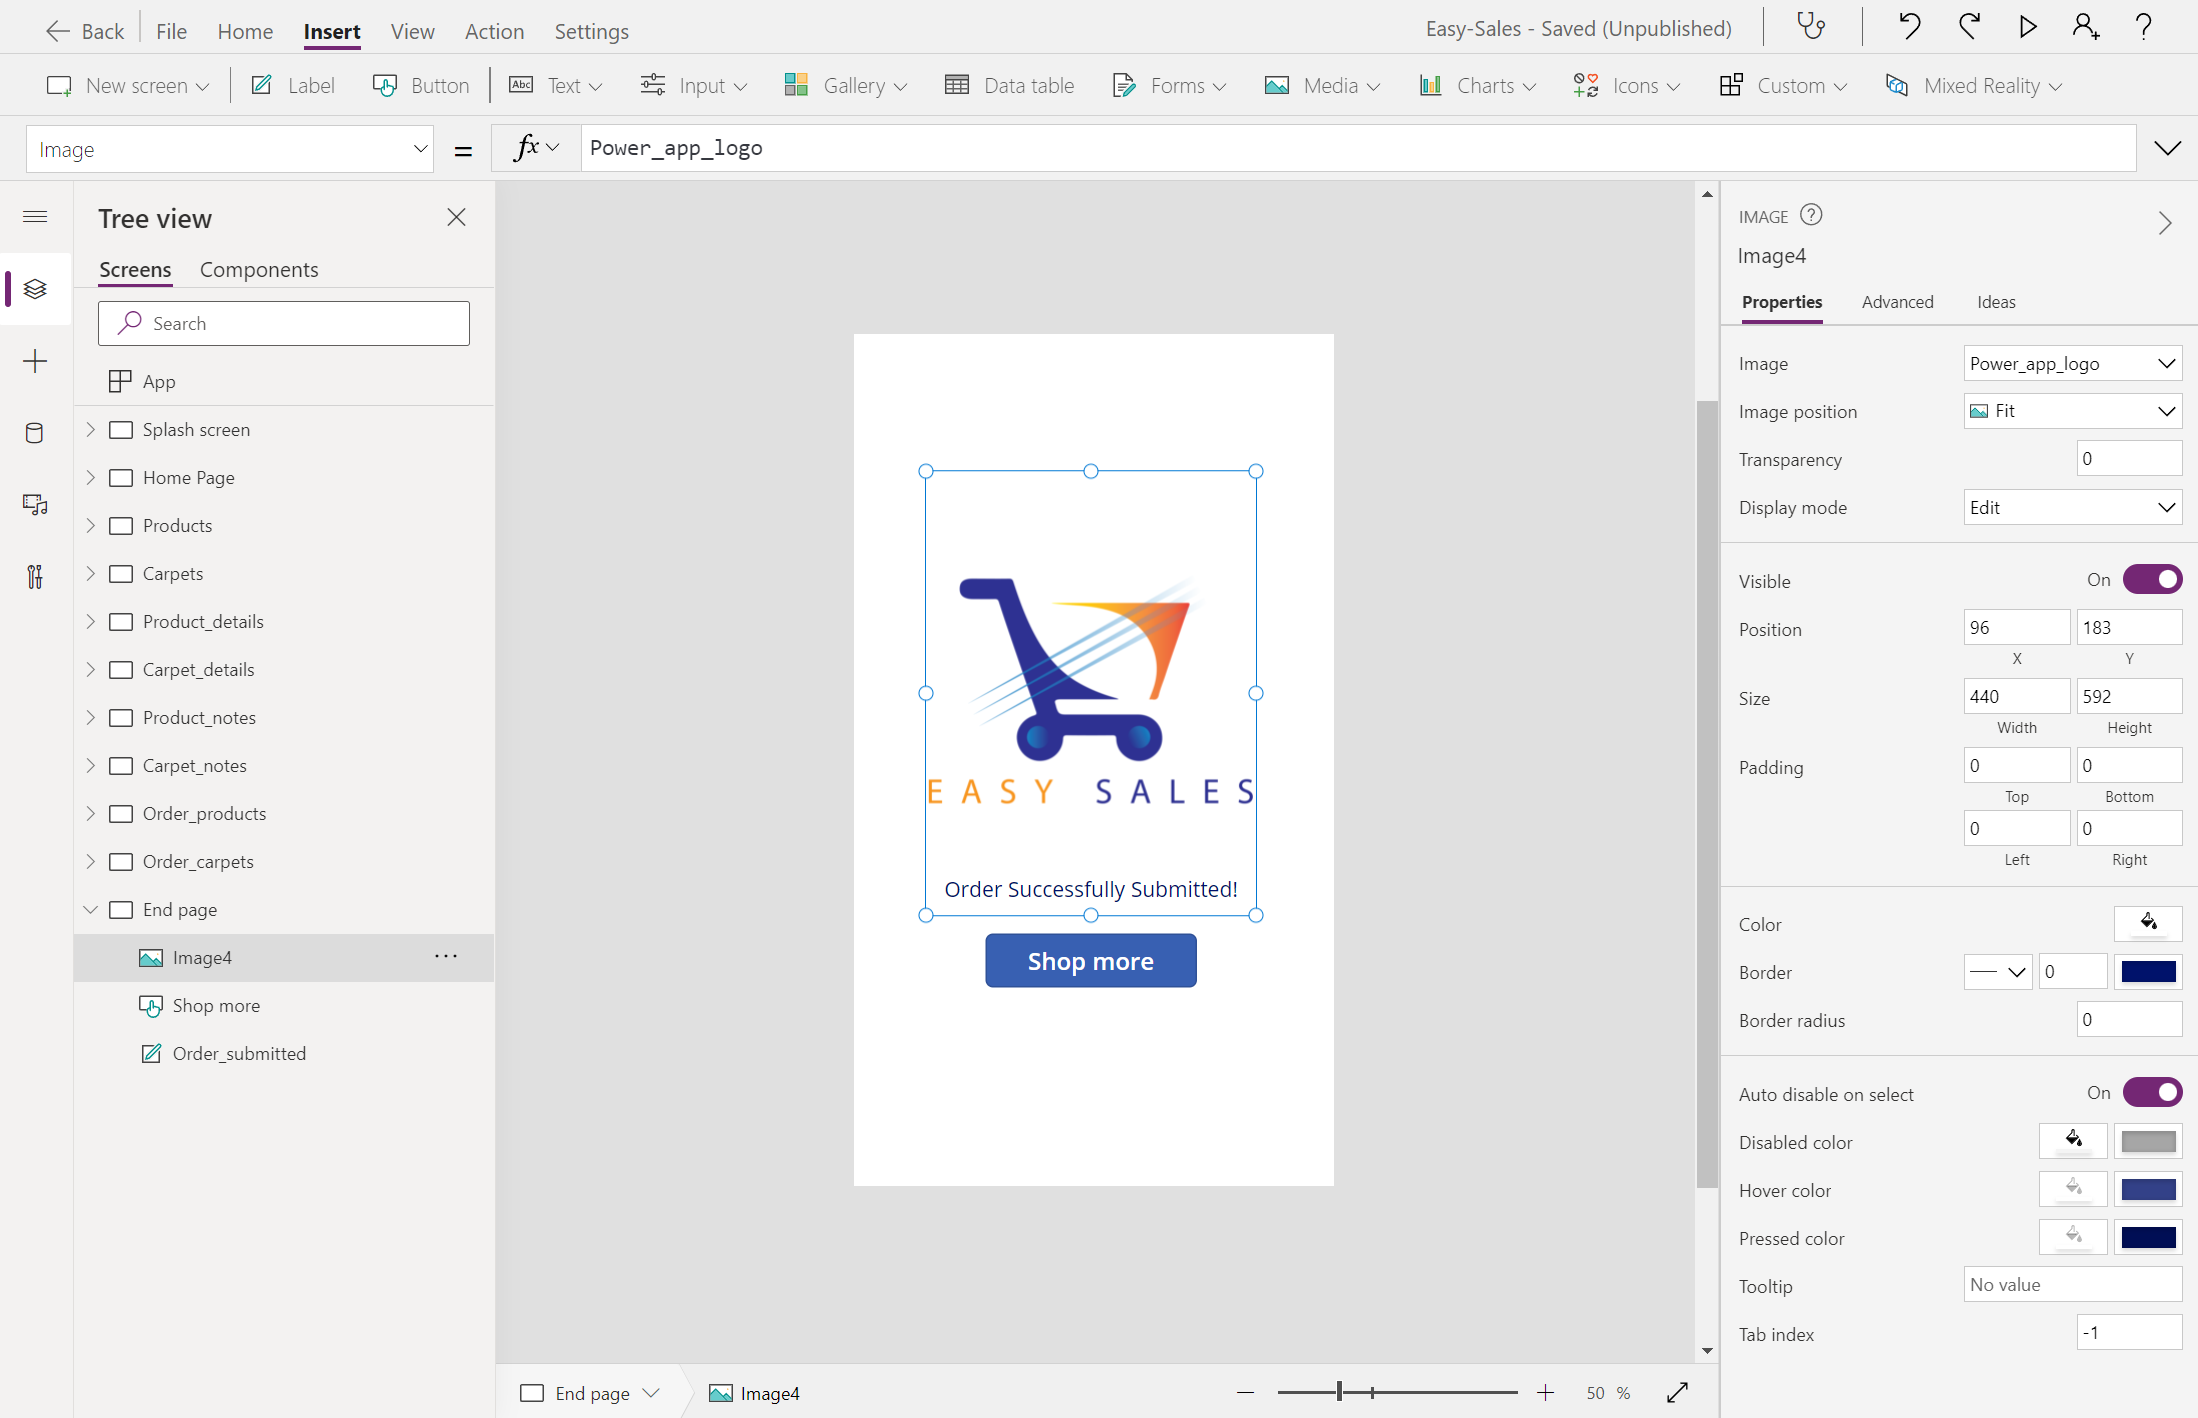 Back File Home Insert View Action Settings Easy-Sales - Saved (Unpublished)
New screen Label Button Abc Text Input Gallery Data table Forms Media Charts Icons Custom Mixed Reality
Image = fx Power_app_logo
Tree view
Screens Components
Search
App
Splash screen
Home Page
Products
Carpets
Product_details
Carpet_details
Product_notes
Carpet_notes
Order_products
Order_carpets
End page
Image4 ...
Shop more
Order_submitted
EASY SALES
Order Successfully Submitted!
Shop more
End page Image4 50 %
IMAGE ?
Image4
Properties Advanced Ideas
Image Power_app_logo
Image position Fit
Transparency 0
Display mode Edit
Visible On
Position 96 183
X Y
Size 440 592
Width Height
Padding 0 0
Top Bottom
0 0
Left Right
Color
Border 0
Border radius 0
Auto disable on select On
Disabled color
Hover color
Pressed color
Tooltip No value
Tab index -1